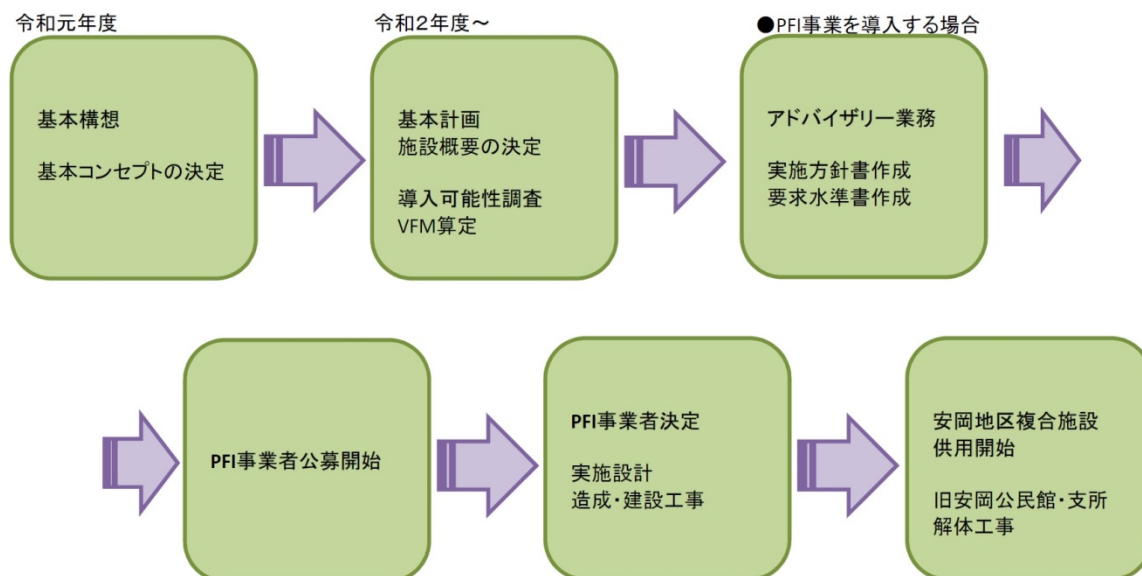 令和元年度
基本構想
基本コンセプトの決定
令和２年度～
基本計画
施設概要の決定
導入可能性調査
VFM算定
●PFI事業を導入する場合
アドバイザリー業務
実施方針書作成
要求水準書作成
PFI事業者公募開始
PFI事業者決定
実施設計
造成・建設工事
安岡地区複合施設
供用開始
旧安岡公民館・支所
解体工事